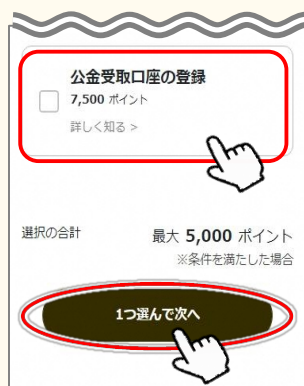 公金受取口座の登録
7,500 ポイント
詳しく知る >
選択の合計
最大 5,000 ポイント
※条件を満たした場合
1つ選んで次へ